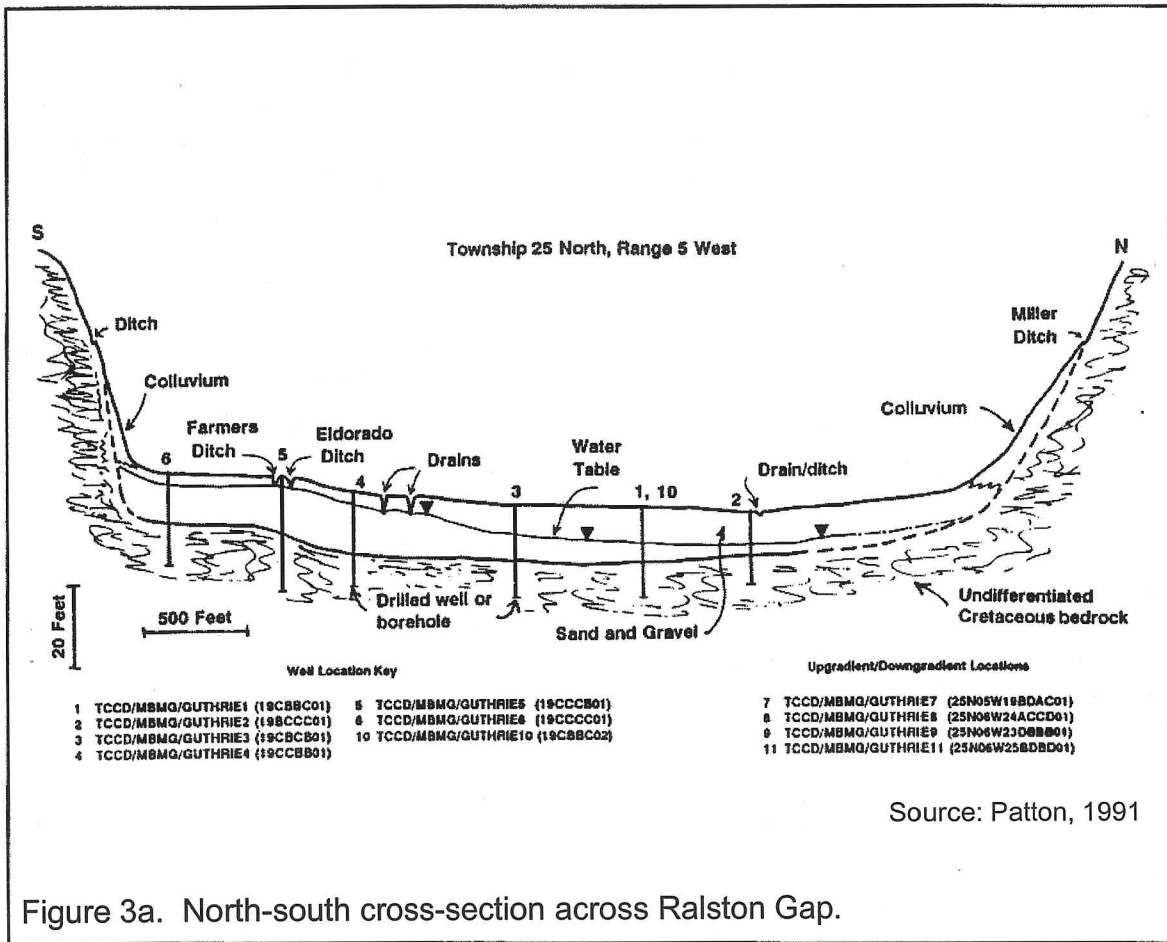 S
N
Township 25 North, Range 5 West
Ditch
Miller
Ditch
Colluvium
Colluvium
Farmers
Ditch
Eldorado
Ditch
Drains
Water
Table
Drain/ditch
6
5
4
3
1, 10
2
Drilled well or
borehole
Sand and Gravel
Undifferentiated
Cretaceous bedrock
20 Feet
500 Feet
Well Location Key
1 TCCD/MBMG/GUTHRIE1 (19CBBC01)
2 TCCD/MBMG/GUTHRIE2 (19BCCC01)
3 TCCD/MBMG/GUTHRIE3 (19CBCB01)
4 TCCD/MBMG/GUTHRIE4 (19CCBB01)
5 TCCD/MBMG/GUTHRIE5 (19CCCB01)
6 TCCD/MBMG/GUTHRIE6 (19CCCC01)
10 TCCD/MBMG/GUTHRIE10 (19CBBC02)
Upgradient/Downgradient Locations
7 TCCD/MBMG/GUTHRIE7 (25N05W19BDAC01)
8 TCCD/MBMG/GUTHRIE8 (25N06W24ACCD01)
9 TCCD/MBMG/GUTHRIE9 (25N06W23DBBB01)
11 TCCD/MBMG/GUTHRIE11 (25N06W25BDBD01)
Source: Patton, 1991
Figure 3a. North-south cross-section across Ralston Gap.